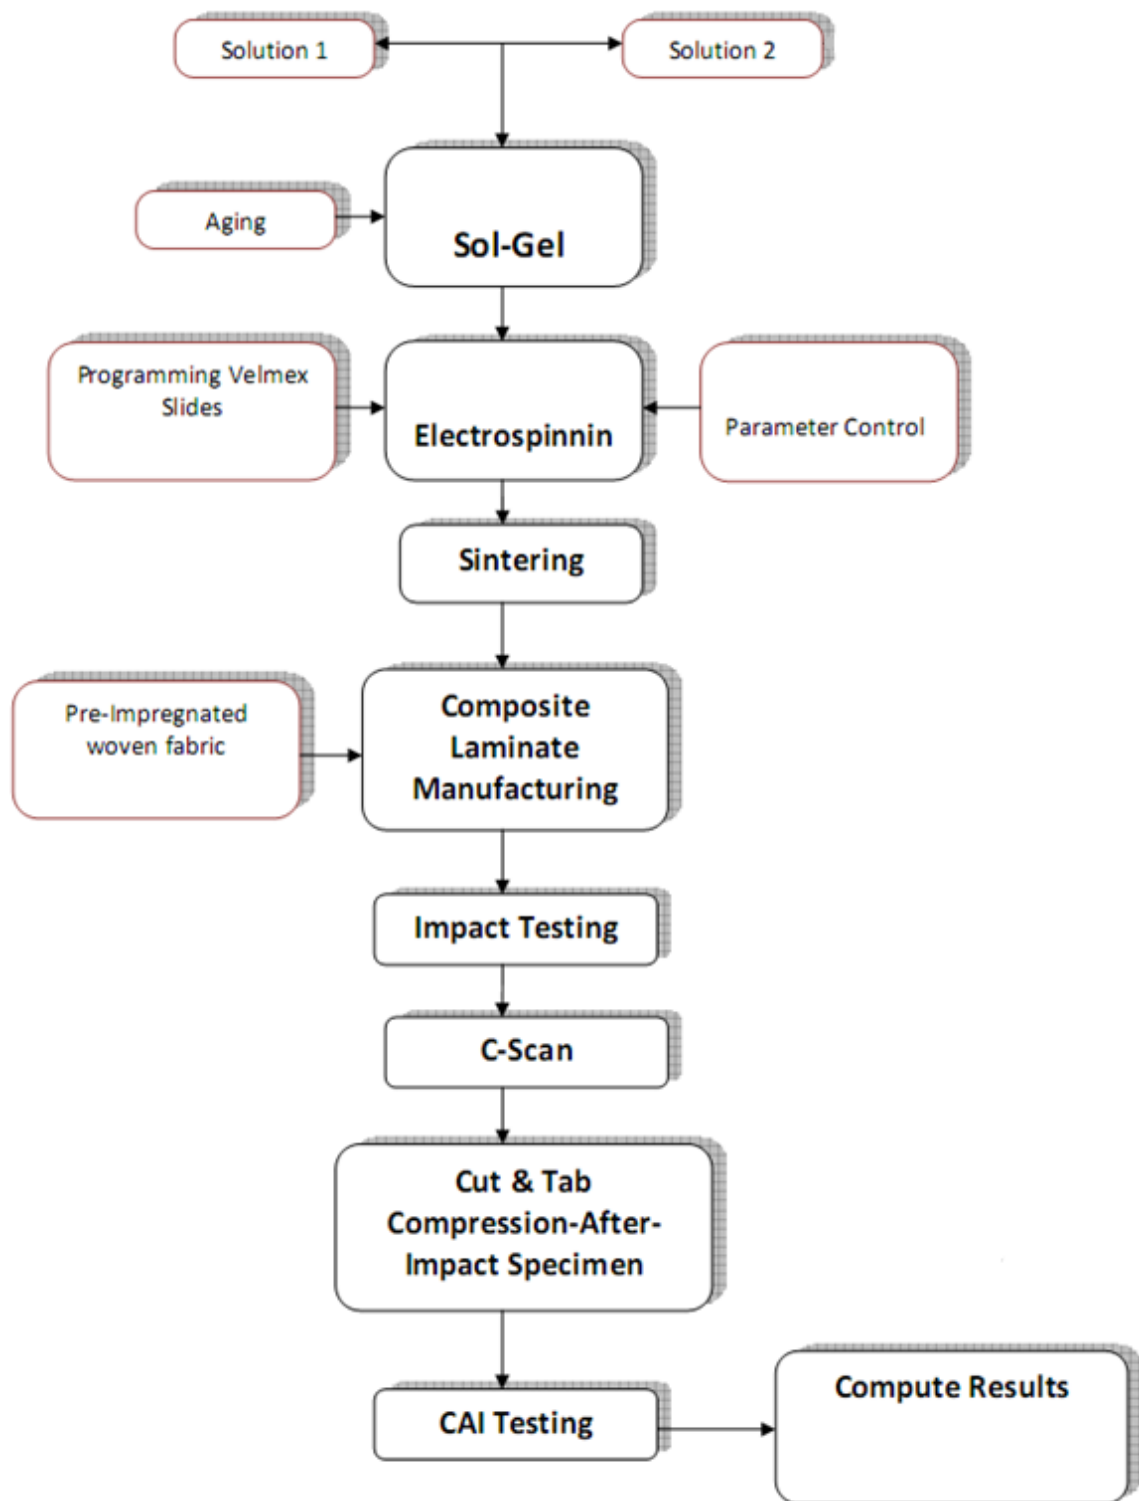 Solution 1
Solution 2
Aging
Sol-Gel
Programming Velmex
Slides
Electrospinnin
Parameter Control
Sintering
Pre-Impregnated
woven fabric
Composite
Laminate
Manufacturing
Impact Testing
C-Scan
Cut & Tab
Compression-After-
Impact Specimen
CAI Testing
Compute Results